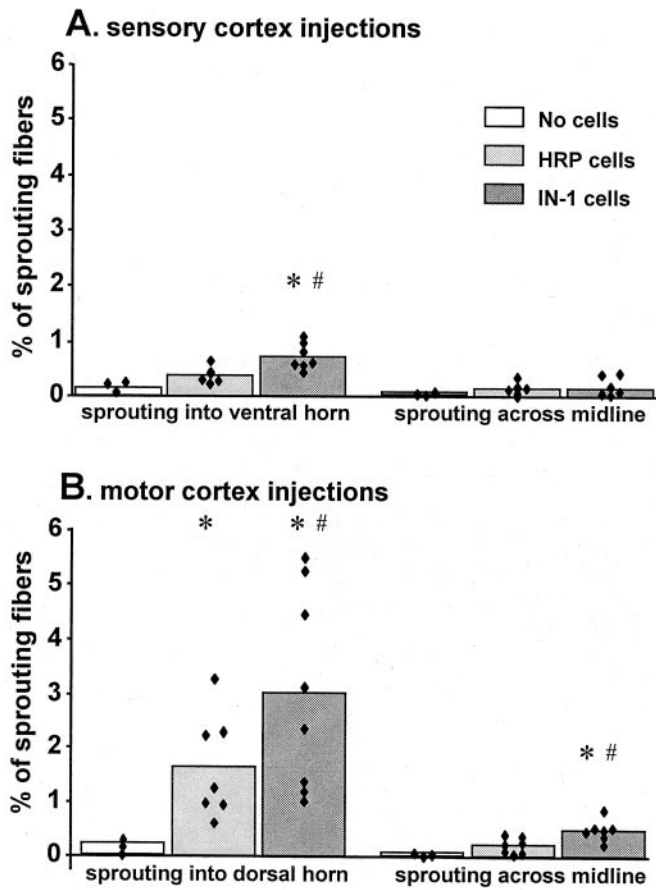 A. sensory cortex injections
6
5
4
3
2
1
0
% of sprouting fibers
No cells
HRP cells
IN-1 cells
* #
sprouting into ventral horn
sprouting across midline
B. motor cortex injections
6
5
4
3
2
1
0
% of sprouting fibers
*
* #
* #
sprouting into dorsal horn
sprouting across midline